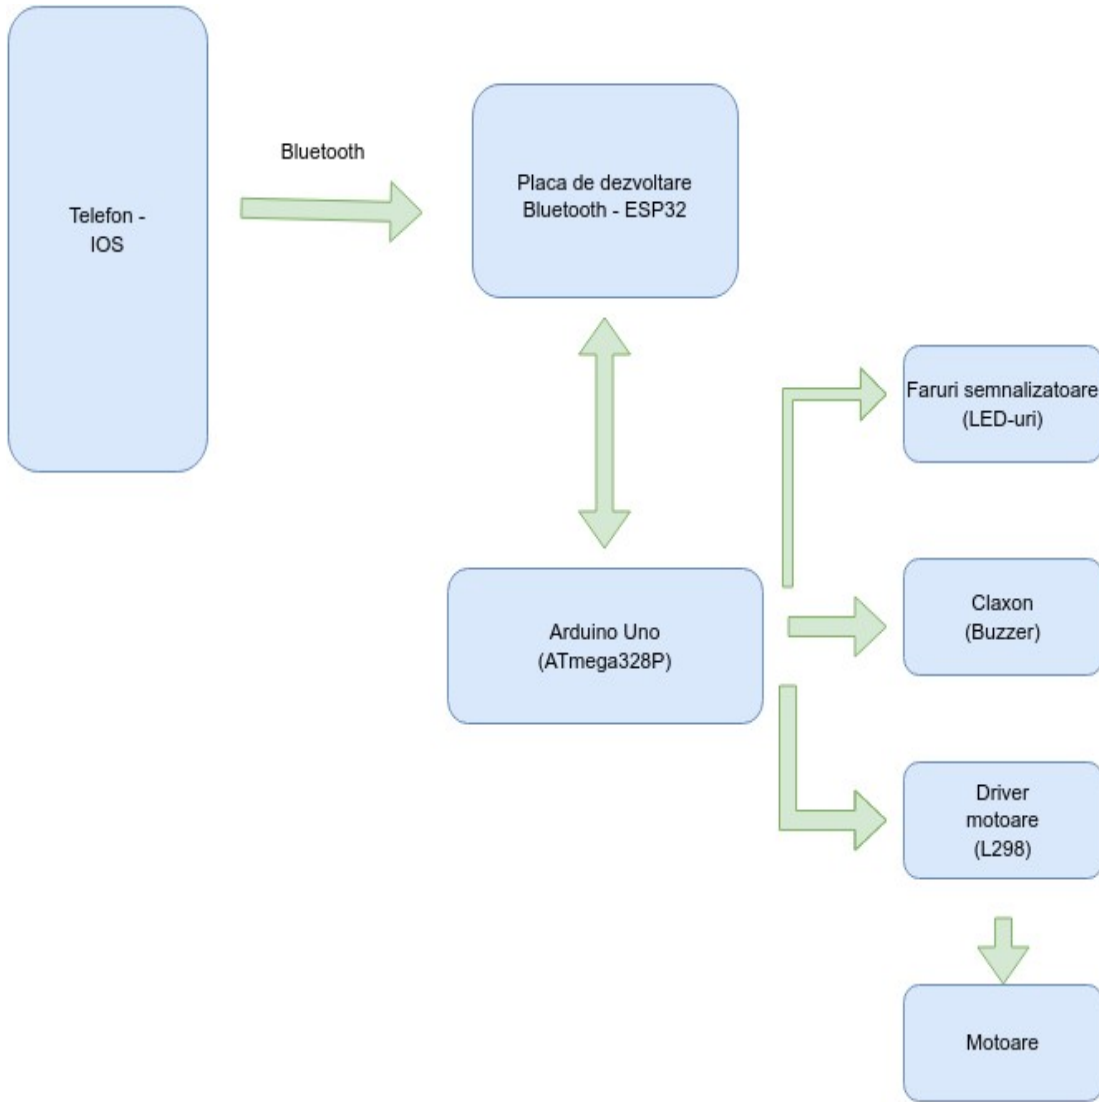 Bluetooth
Telefon -
IOS
Placa de dezvoltare
Bluetooth - ESP32
Faruri semnalizatoare
(LED-uri)
Arduino Uno
(ATmega328P)
Claxon
(Buzzer)
Driver
motoare
(L298)
Motoare